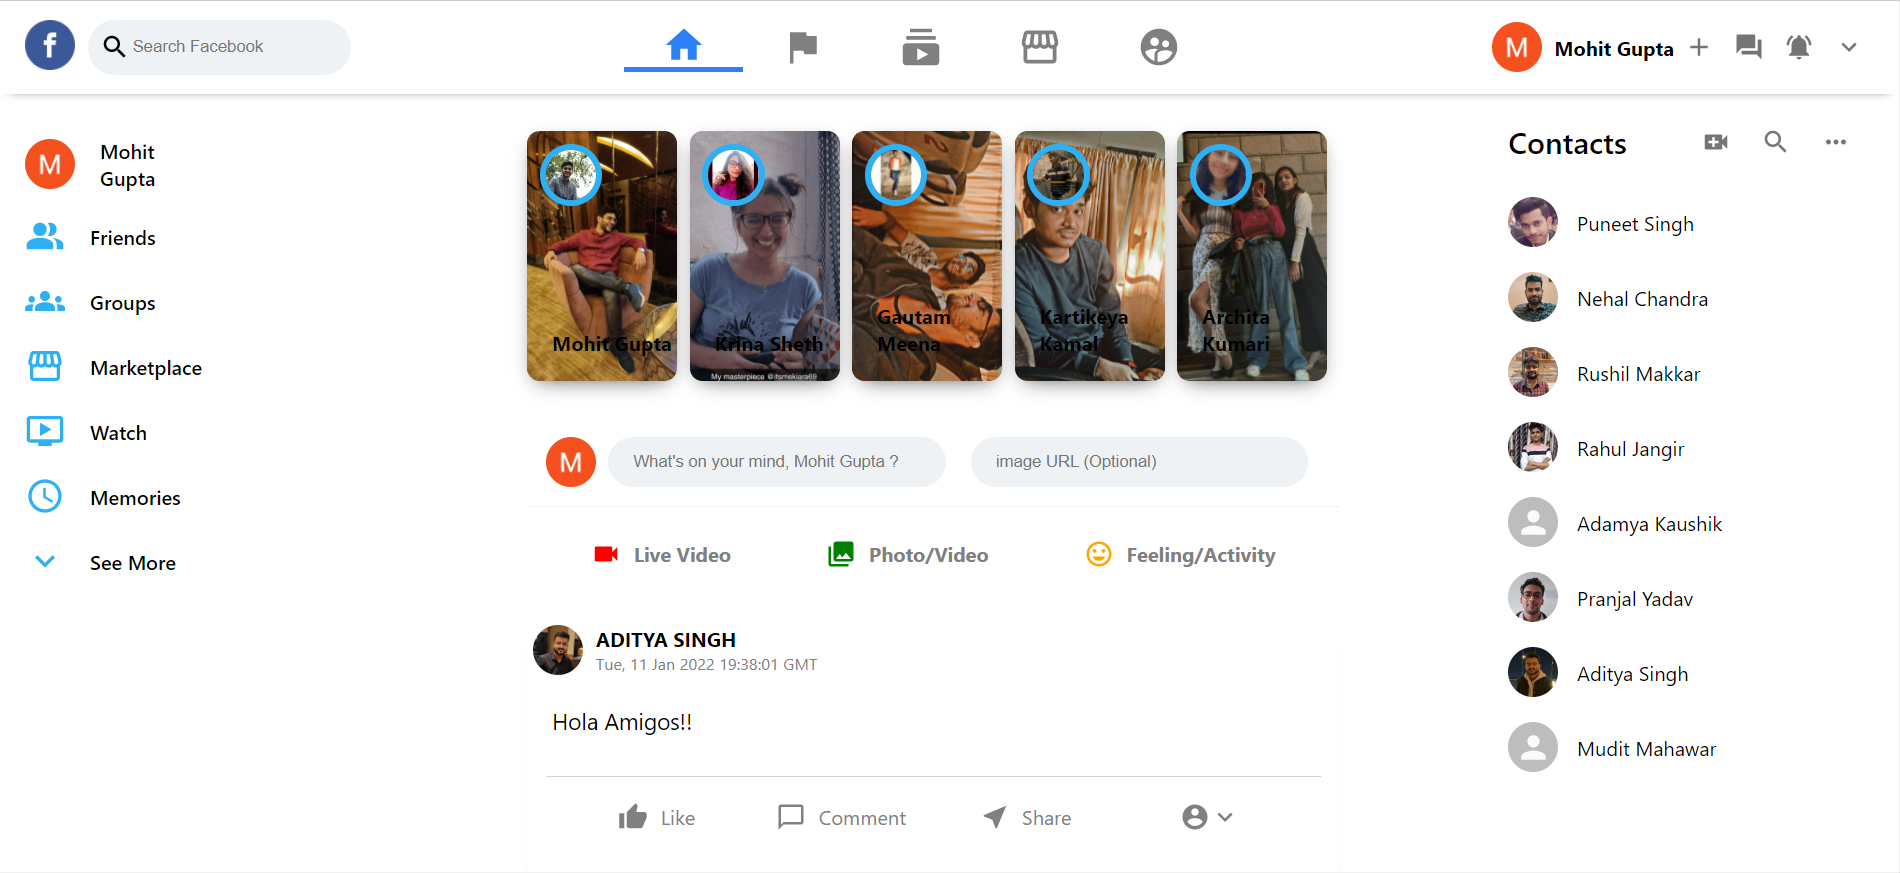 f
Search Facebook
M
Mohit Gupta
M
Mohit
Gupta
Friends
Groups
Marketplace
Watch
Memories
See More
Mohit Gupta
Krina Sheth
My masterpiece @itsmekiara69
Gautam
Meena
Kartikeya
Kamal
Archita
Kumari
M
What's on your mind, Mohit Gupta ?
image URL (Optional)
Live Video
Photo/Video
Feeling/Activity
ADITYA SINGH
Tue, 11 Jan 2022 19:38:01 GMT
Hola Amigos!!
Like
Comment
Share
Contacts
Puneet Singh
Nehal Chandra
Rushil Makkar
Rahul Jangir
Adamya Kaushik
Pranjal Yadav
Aditya Singh
Mudit Mahawar